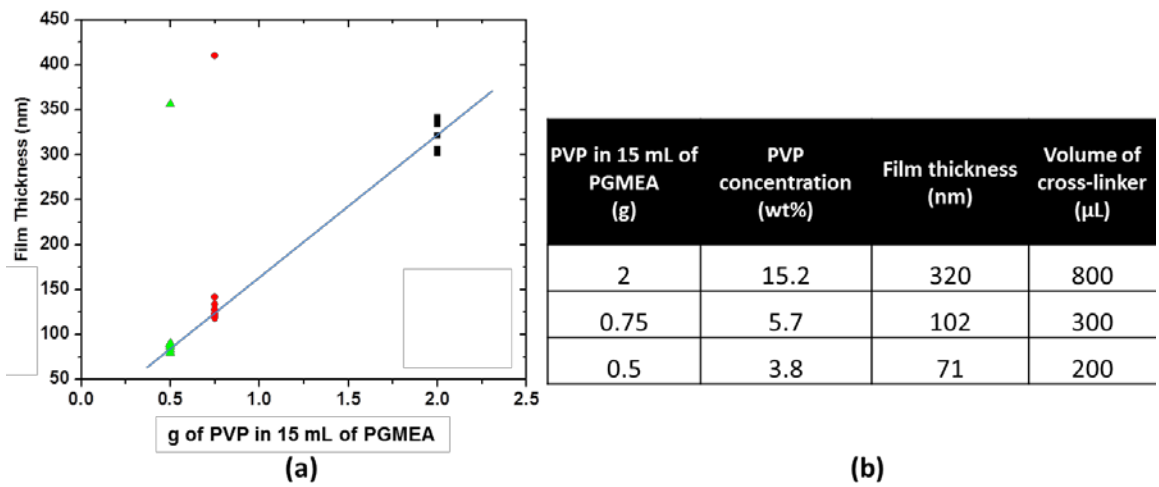 450
400
350
300
250
200
150
100
50
Film Thickness (nm)
0.0 0.5 1.0 1.5 2.0 2.5
g of PVP in 15 mL of PGMEA
(a)
PVP in 15 mL of
PGMEA
(g)
PVP
concentration
(wt%)
Film thickness
(nm)
Volume of
cross-linker
(µL)
2 15.2 320 800
0.75 5.7 102 300
0.5 3.8 71 200
(b)